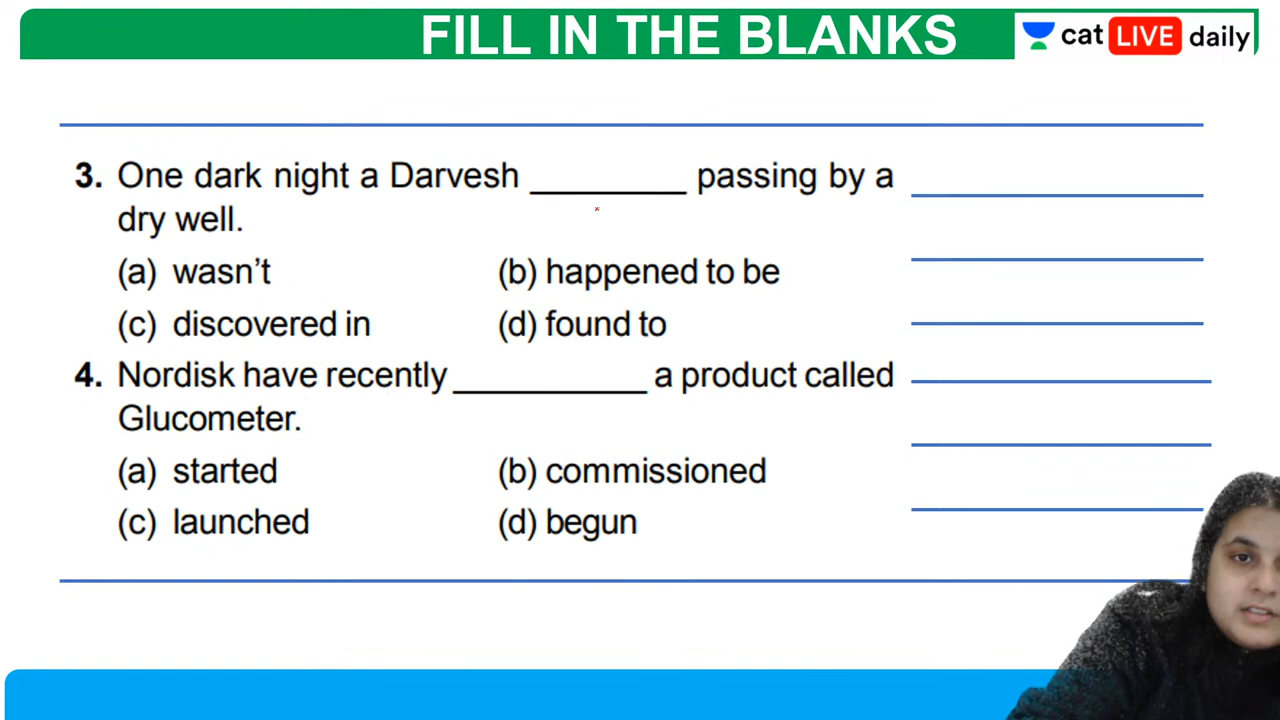 FILL IN THE BLANKS
cat LIVE daily
3. One dark night a Darvesh ________ passing by a
dry well.
(a) wasn’t (b) happened to be
(c) discovered in (d) found to
4. Nordisk have recently __________ a product called
Glucometer.
(a) started (b) commissioned
(c) launched (d) begun